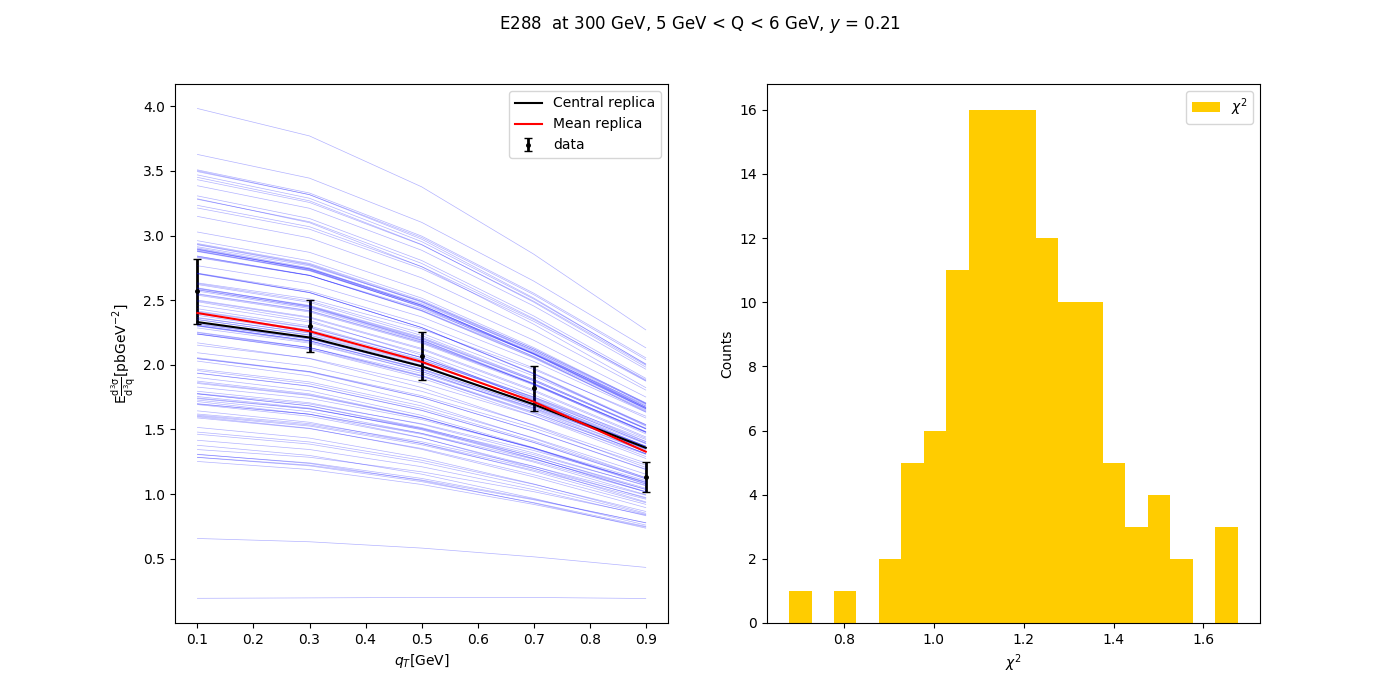 E288 at 300 GeV, 5 GeV < Q < 6 GeV, y = 0.21
Central replica
Mean replica
data
4.0
3.5
3.0
2.5
2.0
1.5
1.0
0.5
E d³σ/d³q [pbGeV⁻²]
0.1 0.2 0.3 0.4 0.5 0.6 0.7 0.8 0.9
q_T[GeV]
χ²
16
14
12
10
8
6
4
2
0
Counts
0.8 1.0 1.2 1.4 1.6
χ²